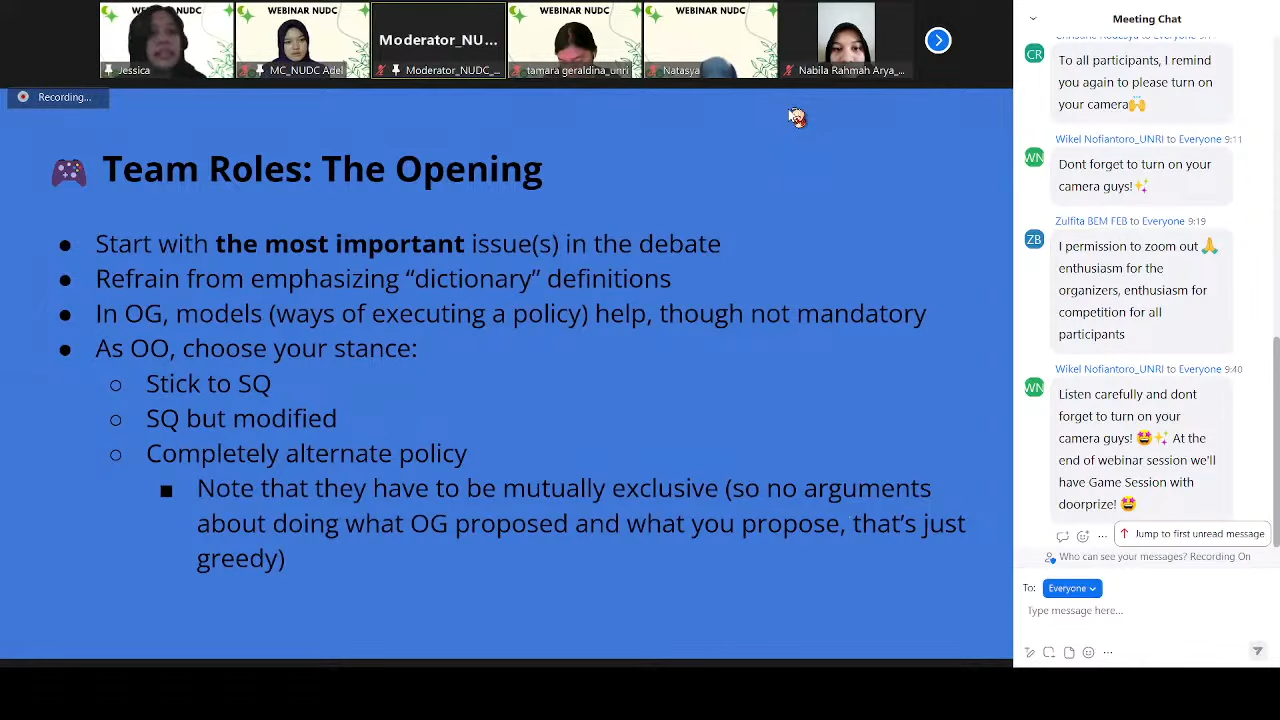 WEBINAR NUDC
WEBINAR NUDC
Moderator_NU...
WEBINAR NUDC
WEBINAR NUDC
Jessica
MC_NUDC Adel
Moderator_NUDC_...
tamara geraldina_unri
Natasya
Nabila Rahmah Arya_...
Recording...
Team Roles: The Opening
● Start with the most important issue(s) in the debate
● Refrain from emphasizing “dictionary” definitions
● In OG, models (ways of executing a policy) help, though not mandatory
● As OO, choose your stance:
○ Stick to SQ
○ SQ but modified
○ Completely alternate policy
■ Note that they have to be mutually exclusive (so no arguments
about doing what OG proposed and what you propose, that’s just
greedy)
Meeting Chat
CR
To all participants, I remind
you again to please turn on
your camera🙌
Wikel Nofiantoro_UNRI to Everyone 9:11
WN
Dont forget to turn on your
camera guys!✨
Zulfita BEM FEB to Everyone 9:19
ZB
I permission to zoom out🙏
enthusiasm for the
organizers, enthusiasm for
competition for all
participants
Wikel Nofiantoro_UNRI to Everyone 9:40
WN
Listen carefully and dont
forget to turn on your
camera guys! 🤩✨ At the
end of webinar session we'll
have Game Session with
doorprize! 🤩
Jump to first unread message
Who can see your messages? Recording On
To: Everyone
Type message here...